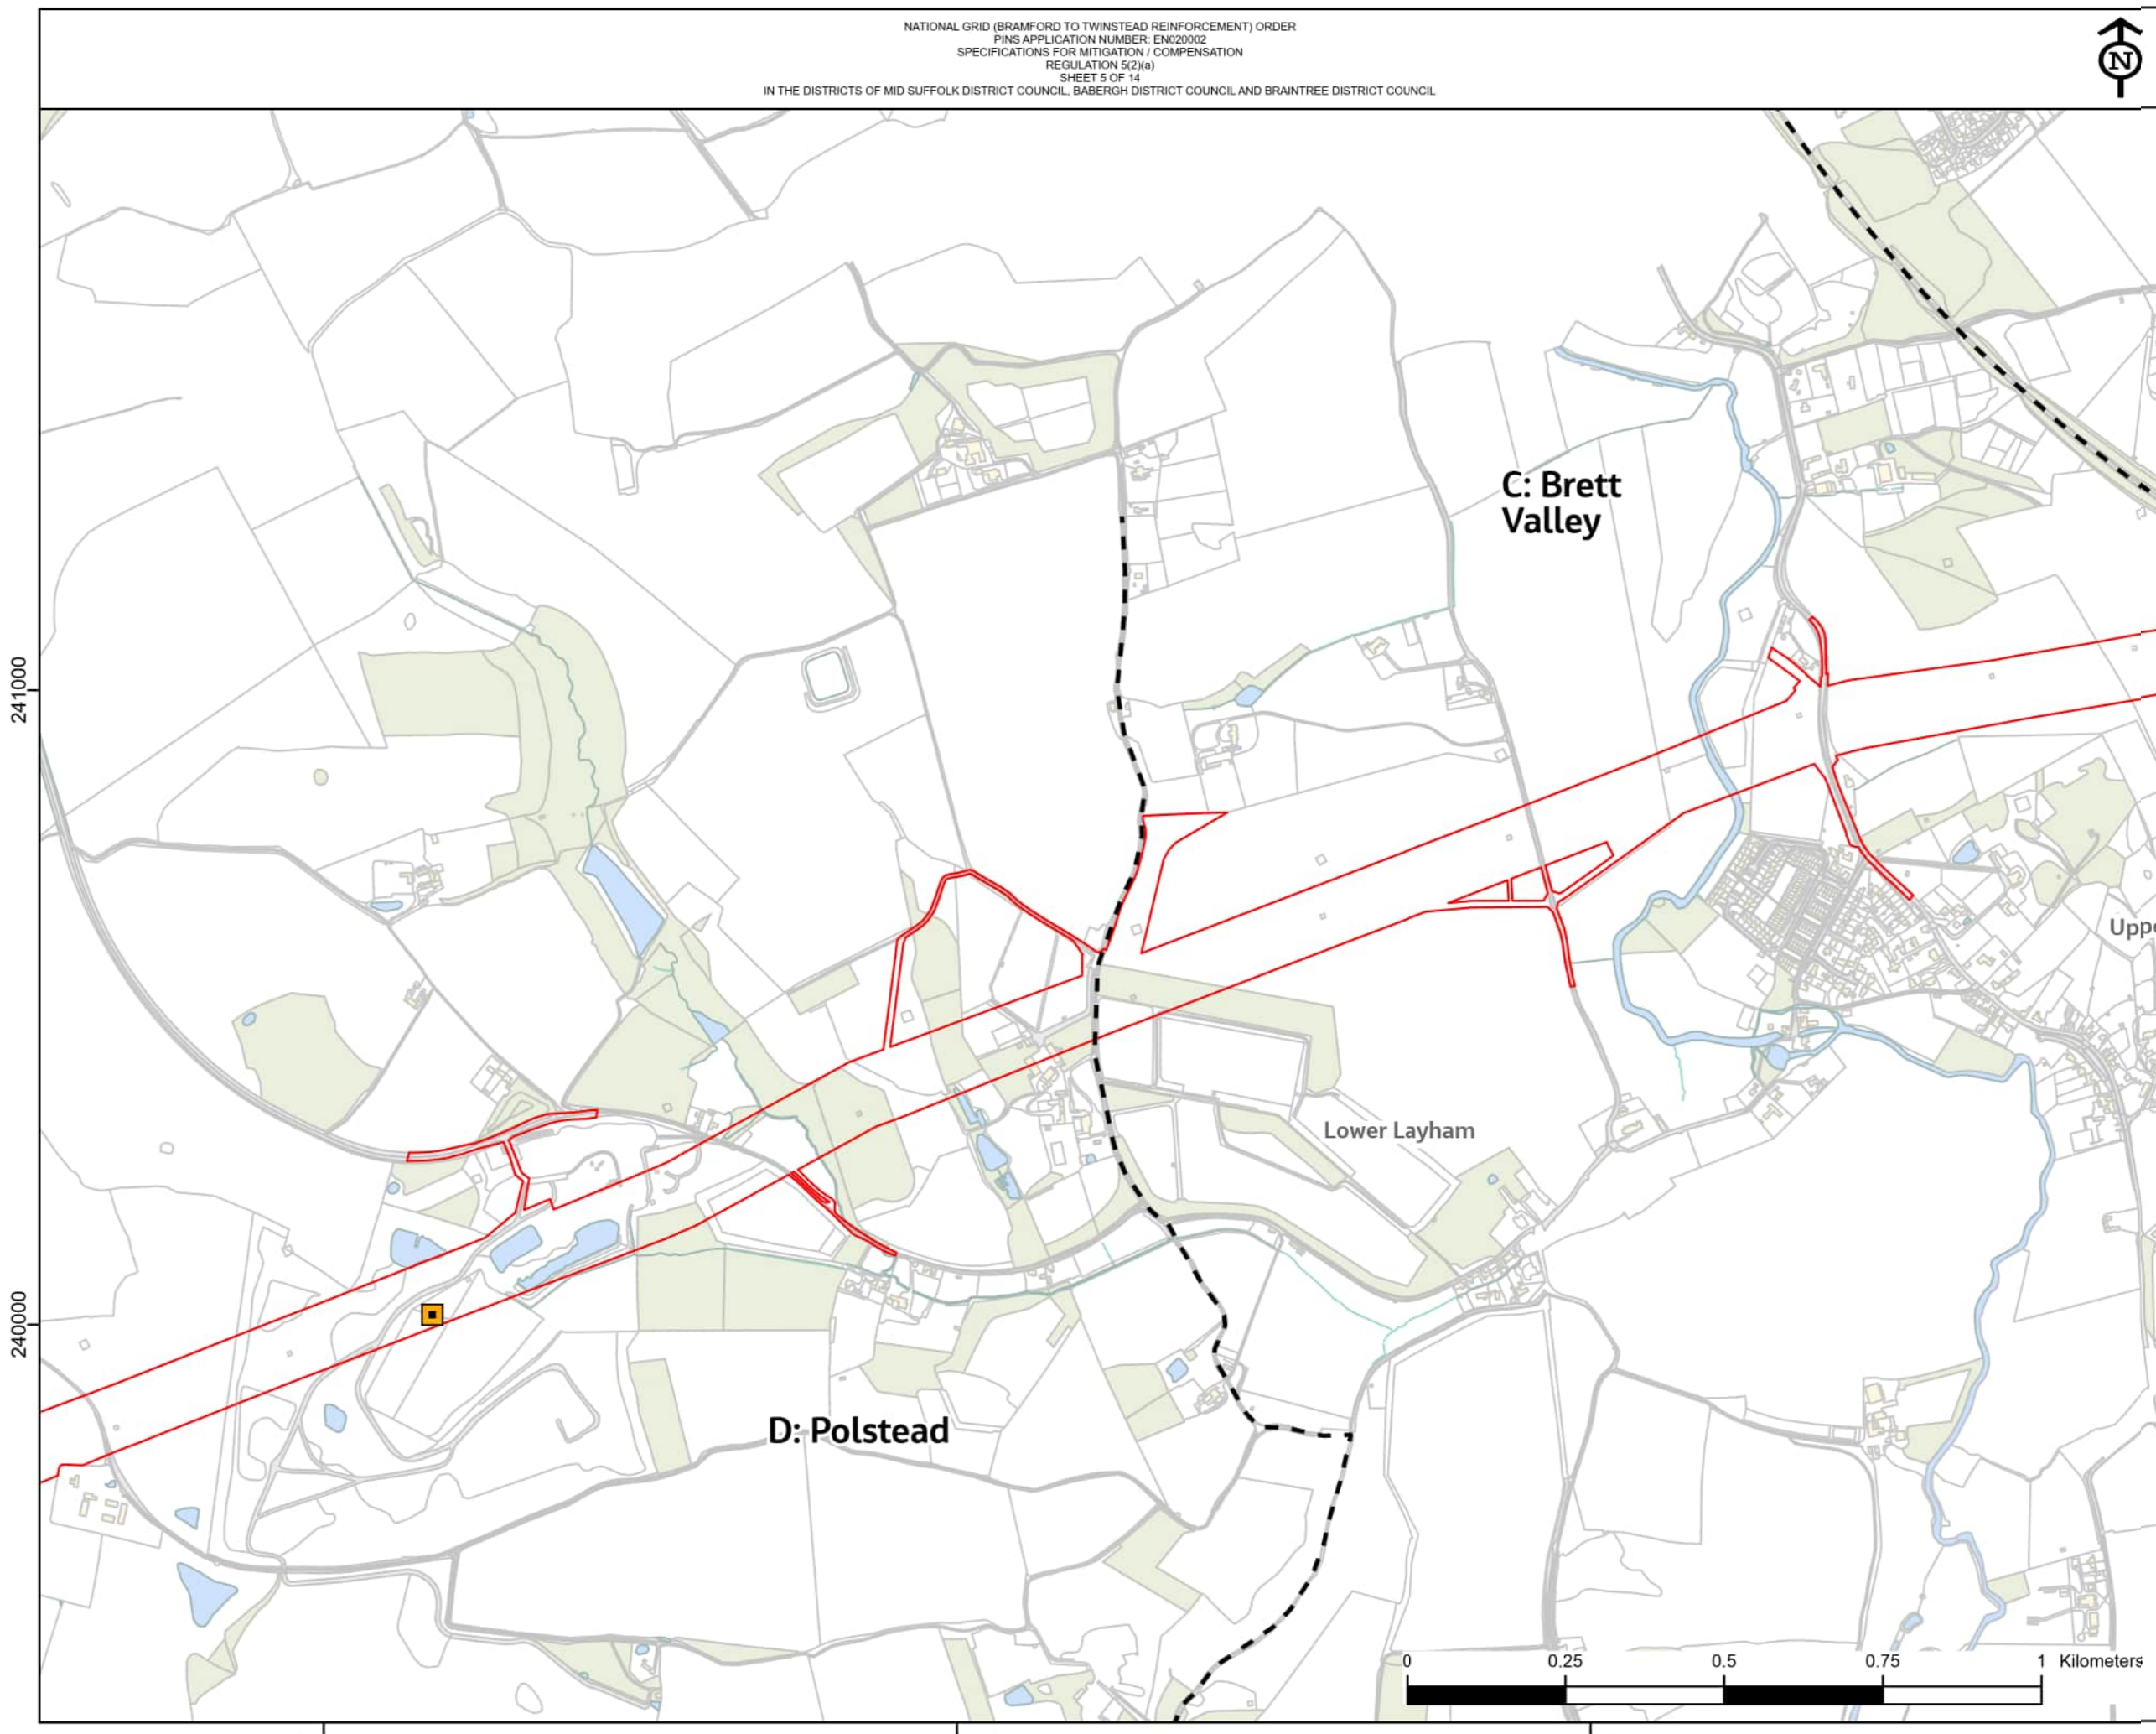 NATIONAL GRID (BRAMFORD TO TWINSTEAD REINFORCEMENT) ORDER
PINS APPLICATION NUMBER: EN020002
SPECIFICATIONS FOR MITIGATION / COMPENSATION
REGULATION 5(2)(a)
SHEET 5 OF 14
IN THE DISTRICTS OF MID SUFFOLK DISTRICT COUNCIL, BABERGH DISTRICT COUNCIL AND BRAINTREE DISTRICT COUNCIL
N
C: Brett
Valley
241000
Upp
Lower Layham
240000
D: Polstead
0 0.25 0.5 0.75 1 Kilometers